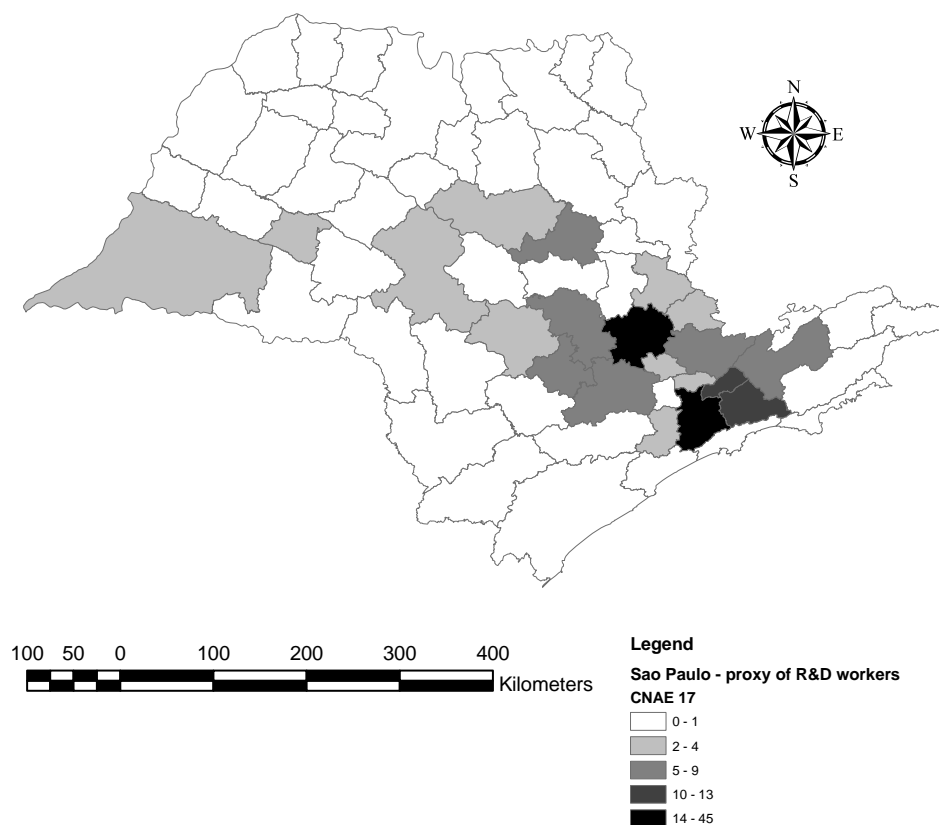 N
W E
S
100 50 0 100 200 300 400
Kilometers
Legend
Sao Paulo - proxy of R&D workers
CNAE 17
0 - 1
2 - 4
5 - 9
10 - 13
14 - 45